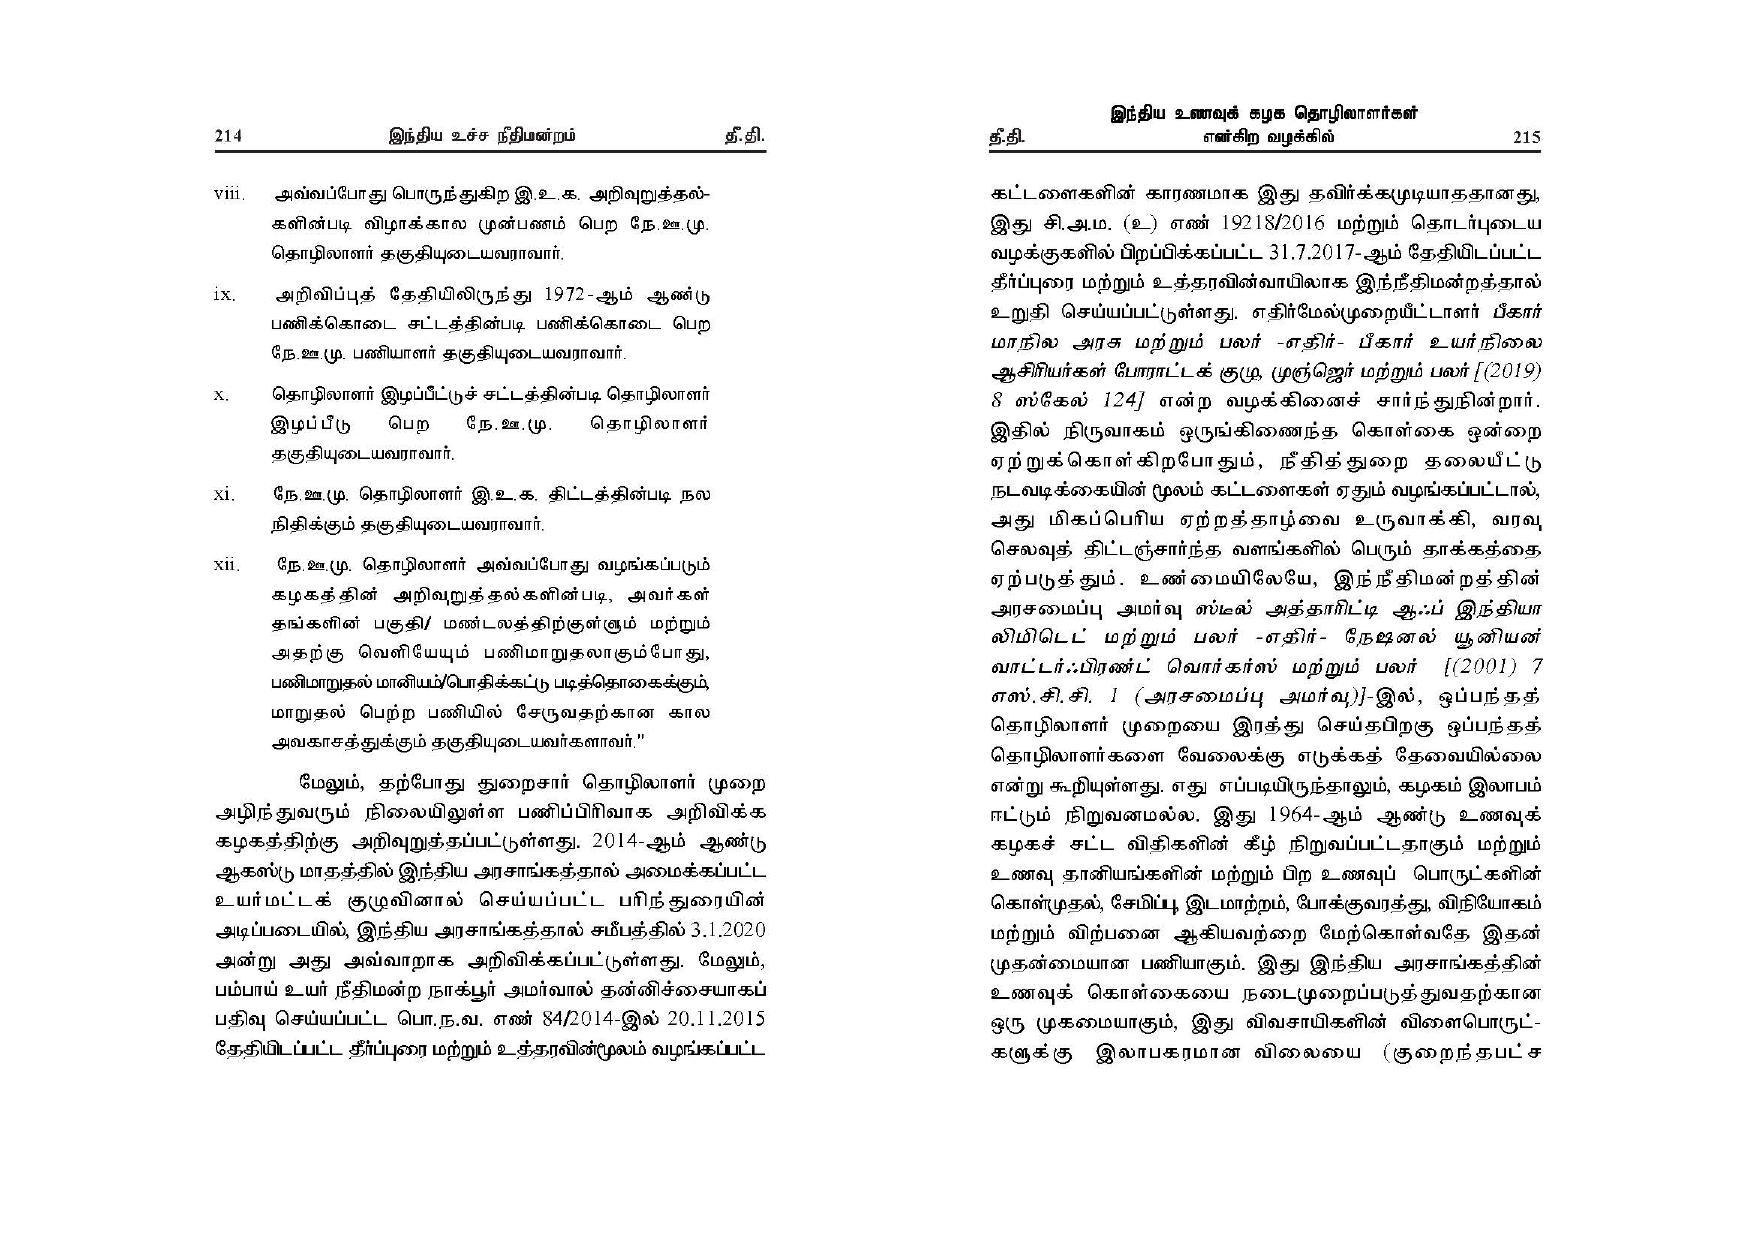 214 இந்திய உச்ச நீதிமன்றம் தீ.தி.
viii. அவ்வப்போது பொருந்துகிற இ.உ.க. அறிவுறுத்தல்-
களின்படி விழாக்கால முன்பணம் பெற நே.ஊ.மு.
தொழிலாளர் தகுதியுடையவராவார்.
ix. அறிவிப்புத் தேதியிலிருந்து 1972-ஆம் ஆண்டு
பணிக்கொடை சட்டத்தின்படி பணிக்கொடை பெற
நே.ஊ.மு. பணியாளர் தகுதியுடையவராவார்.
x. தொழிலாளர் இழப்பீட்டுச் சட்டத்தின்படி தொழிலாளர்
இழப்பீடு பெற நே.ஊ.மு. தொழிலாளர்
தகுதியுடையவராவார்.
xi. நே.ஊ.மு. தொழிலாளர் இ.உ.க. திட்டத்தின்படி நல
நிதிக்கும் தகுதியுடையவராவார்.
xii. நே.ஊ.மு. தொழிலாளர் அவ்வப்போது வழங்கப்படும்
கழகத்தின் அறிவுறுத்தல்களின்படி, அவர்கள்
தங்களின் பகுதி/ மண்டலத்திற்குள்ளும் மற்றும்
அதற்கு வெளியேயும் பணிமாறுதலாகும்போது,
பணிமாறுதல் மானியம்/பொதிக்கட்டு படித்தொகைக்கும்,
மாறுதல் பெற்ற பணியில் சேருவதற்கான கால
அவகாசத்துக்கும் தகுதியுடையவர்களாவர்."
மேலும், தற்போது துறைசார் தொழிலாளர் முறை
அழிந்துவரும் நிலையிலுள்ள பணிப்பிரிவாக அறிவிக்க
கழகத்திற்கு அறிவுறுத்தப்பட்டுள்ளது. 2014-ஆம் ஆண்டு
ஆகஸ்டு மாதத்தில் இந்திய அரசாங்கத்தால் அமைக்கப்பட்ட
உயர்மட்டக் குழுவினால் செய்யப்பட்ட பரிந்துரையின்
அடிப்படையில், இந்திய அரசாங்கத்தால் சமீபத்தில் 3.1.2020
அன்று அது அவ்வாறாக அறிவிக்கப்பட்டுள்ளது. மேலும்,
பம்பாய் உயர் நீதிமன்ற நாக்பூர் அமர்வால் தன்னிச்சையாகப்
பதிவு செய்யப்பட்ட பொ.ந.வ. எண் 84/2014-இல் 20.11.2015
தேதியிடப்பட்ட தீர்ப்புரை மற்றும் உத்தரவின்மூலம் வழங்கப்பட்ட
இந்திய உணவுக் கழக தொழிலாளர்கள்
தீ.தி. என்கிற வழக்கில் 215
கட்டளைகளின் காரணமாக இது தவிர்க்கமுடியாததானது,
இது சி.அ.ம. (உ) எண் 19218/2016 மற்றும் தொடர்புடைய
வழக்குகளில் பிறப்பிக்கப்பட்ட 31.7.2017-ஆம் தேதியிடப்பட்ட
தீர்ப்புரை மற்றும் உத்தரவின்வாயிலாக இந்நீதிமன்றத்தால்
உறுதி செய்யப்பட்டுள்ளது. எதிர்மேல்முறையீட்டாளர் பீகார்
மாநில அரசு மற்றும் பலர் -எதிர்- பீகார் உயர்நிலை
ஆசிரியர்கள் போராட்டக் குமு, முஞ்ஜெர் மற்றும் பலர் [(2019)
8 ஸ்கேல் 124] என்ற வழக்கினைச் சார்ந்துநின்றார்.
இதில் நிருவாகம் ஒருங்கிணைந்த கொள்கை ஒன்றை
ஏற்றுக்கொள்கிறபோதும், நீதித்துறை தலையீட்டு
நடவடிக்கையின் மூலம் கட்டளைகள் ஏதும் வழங்கப்பட்டால்,
அது மிகப்பெரிய ஏற்றத்தாழ்வை உருவாக்கி, வரவு
செலவுத் திட்டஞ்சார்ந்த வளங்களில் பெரும் தாக்கத்தை
ஏற்படுத்தும். உண்மையிலேயே, இந்நீதிமன்றத்தின்
அரசமைப்பு அமர்வு ஸ்டீல் அத்தாரிட்டி ஆஃப் இந்தியா
லிமிடெட் மற்றும் பலர் -எதிர்- நேஷனல் யூனியன்
வாட்டர்ஃபிரண்ட் வொர்கர்ஸ் மற்றும் பலர் [(2001) 7
எஸ்.சி.சி. 1 (அரசமைப்பு அமர்வு)]-இல், ஒப்பந்தத்
தொழிலாளர் முறையை இரத்து செய்தபிறகு ஒப்பந்தத்
தொழிலாளர்களை வேலைக்கு எடுக்கத் தேவையில்லை
என்று கூறியுள்ளது. எது எப்படியிருந்தாலும், கழகம் இலாபம்
ஈட்டும் நிறுவனமல்ல. இது 1964-ஆம் ஆண்டு உணவுக்
கழகச் சட்ட விதிகளின் கீழ் நிறுவப்பட்டதாகும் மற்றும்
உணவு தானியங்களின் மற்றும் பிற உணவுப் பொருட்களின்
கொள்முதல், சேமிப்பு, இடமாற்றம், போக்குவரத்து, விநியோகம்
மற்றும் விற்பனை ஆகியவற்றை மேற்கொள்வதே இதன்
முதன்மையான பணியாகும். இது இந்திய அரசாங்கத்தின்
உணவுக் கொள்கையை நடைமுறைப்படுத்துவதற்கான
ஒரு முகமையாகும், இது விவசாயிகளின் விளைபொருட்-
களுக்கு இலாபகரமான விலையை (குறைந்தபட்ச